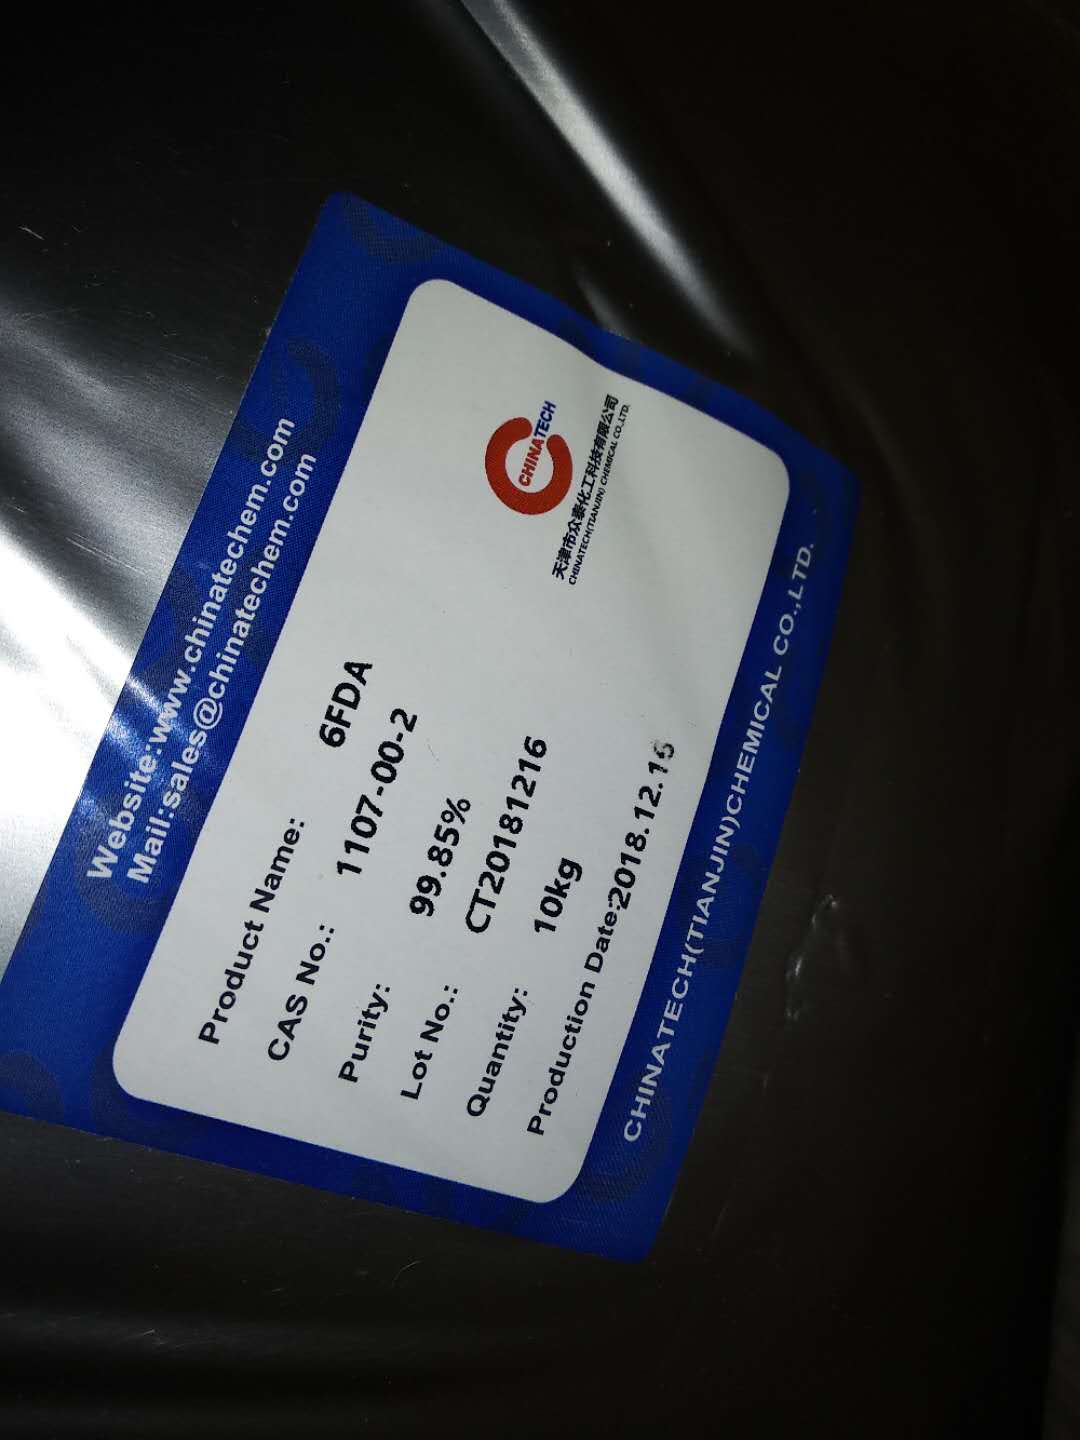 Website:www.chinatechem.com
Mail:sales@chinatechem.com
Product Name: 6FDA
CAS No.: 1107-00-2
Purity: 99.85%
Lot No.: CT20181216
Quantity: 10kg
Production Date:2018.12.16
CHINATECH
天津市众泰化工科技有限公司
CHINATECH(TIANJIN) CHEMICAL CO.,LTD.
CHINATECH(TIANJIN)CHEMICAL CO.,LTD.